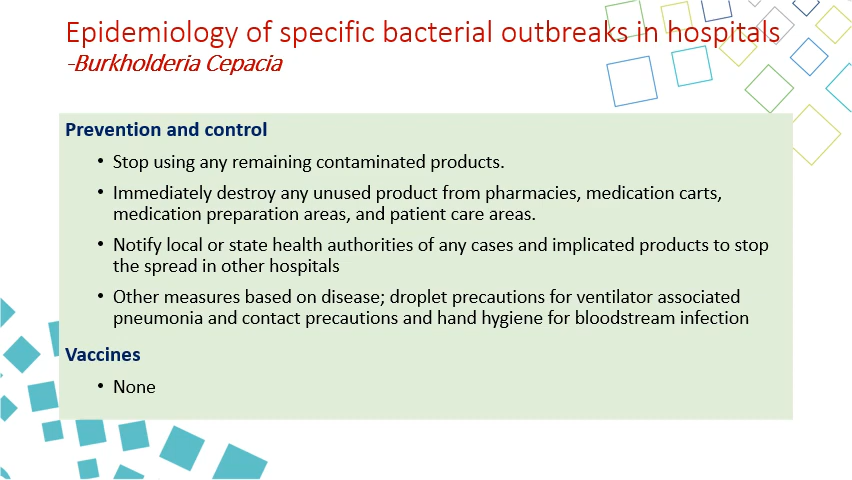 Epidemiology of specific bacterial outbreaks in hospitals
-Burkholderia Cepacia
Prevention and control
• Stop using any remaining contaminated products.
• Immediately destroy any unused product from pharmacies, medication carts,
medication preparation areas, and patient care areas.
• Notify local or state health authorities of any cases and implicated products to stop
the spread in other hospitals
• Other measures based on disease; droplet precautions for ventilator associated
pneumonia and contact precautions and hand hygiene for bloodstream infection
Vaccines
• None